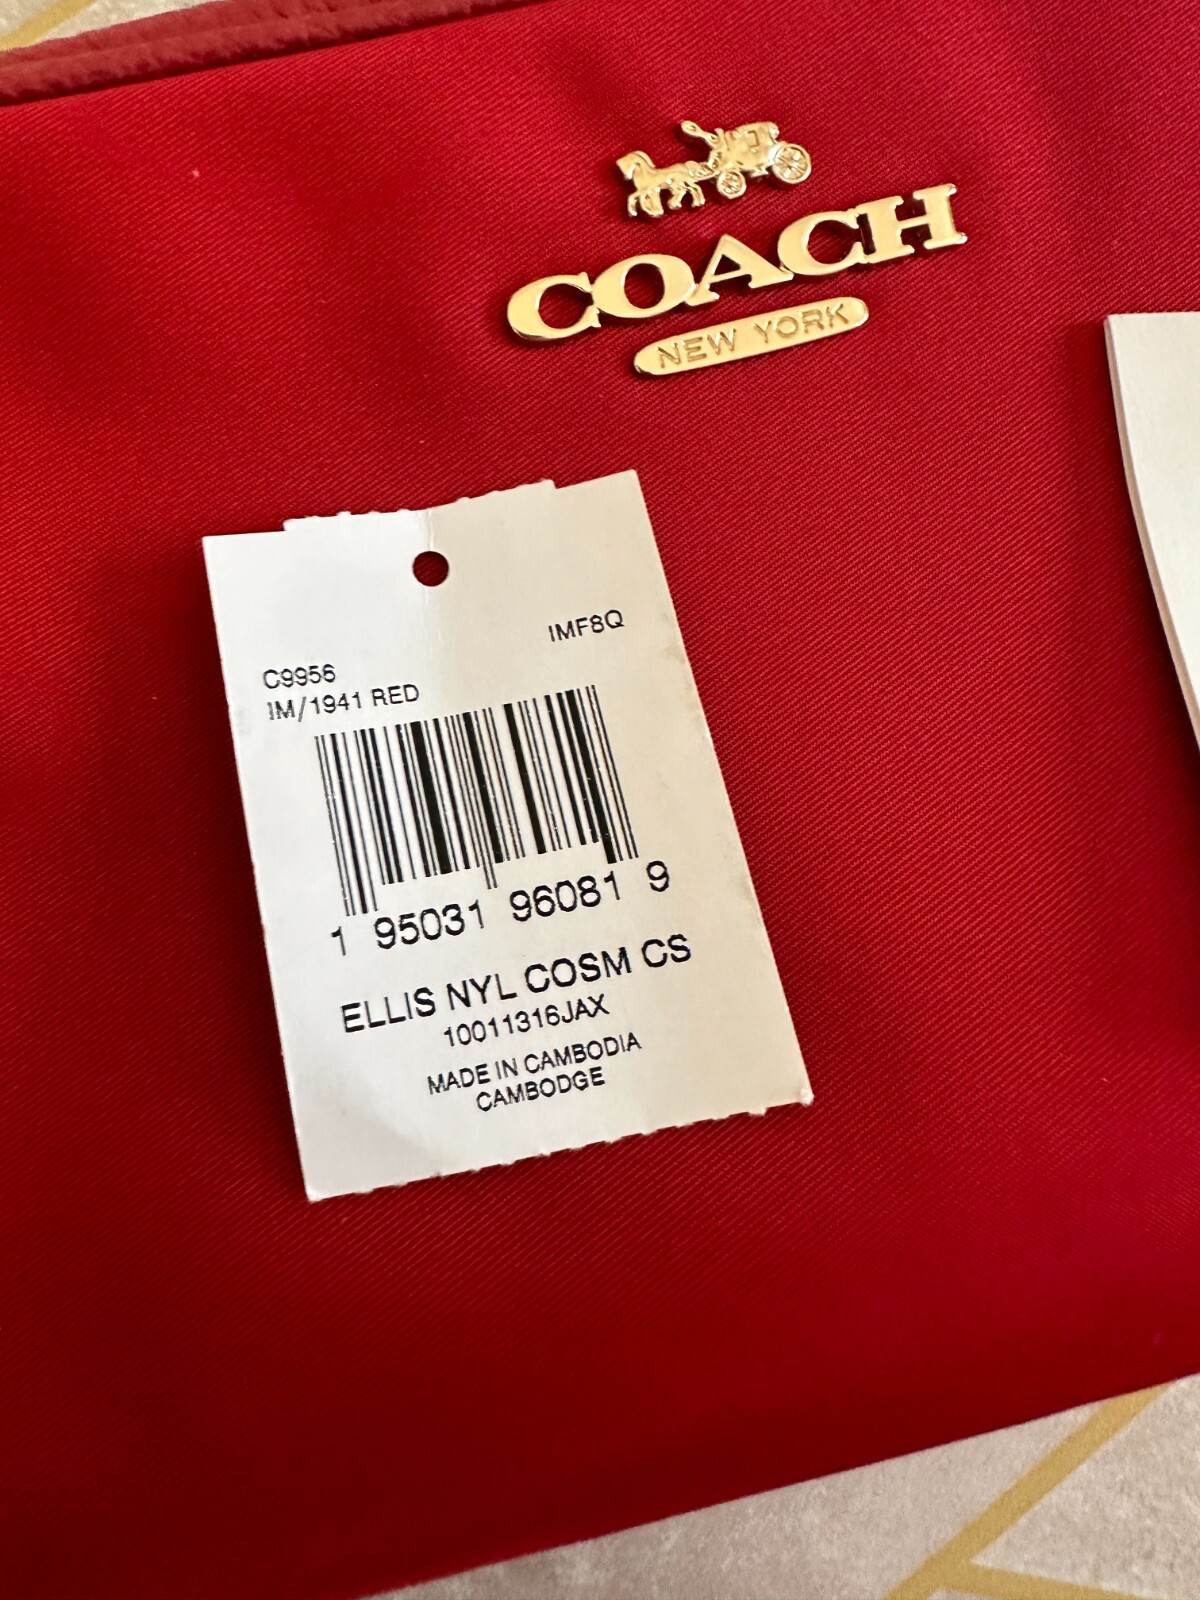 COACH
NEW YORK
IMF8Q
C9956
IM/1941 RED
1 95031 96081 9
ELLIS NYL COSM CS
10011316JAX
MADE IN CAMBODIA
CAMBODGE